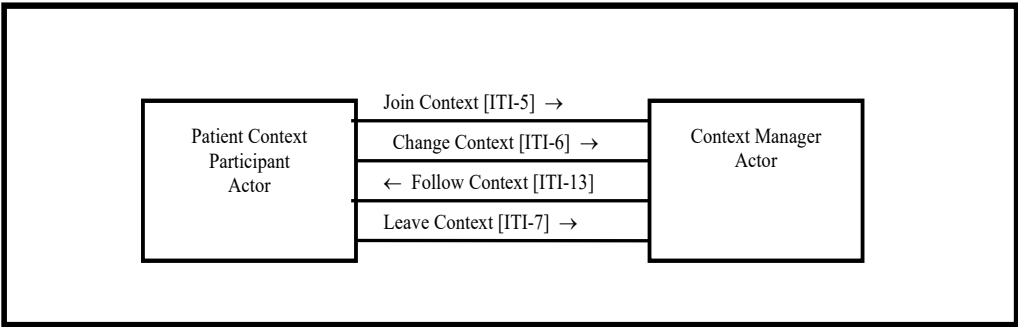 Join Context [ITI-5] →
Patient Context
Participant
Actor
Change Context [ITI-6] →
← Follow Context [ITI-13]
Leave Context [ITI-7] →
Context Manager
Actor